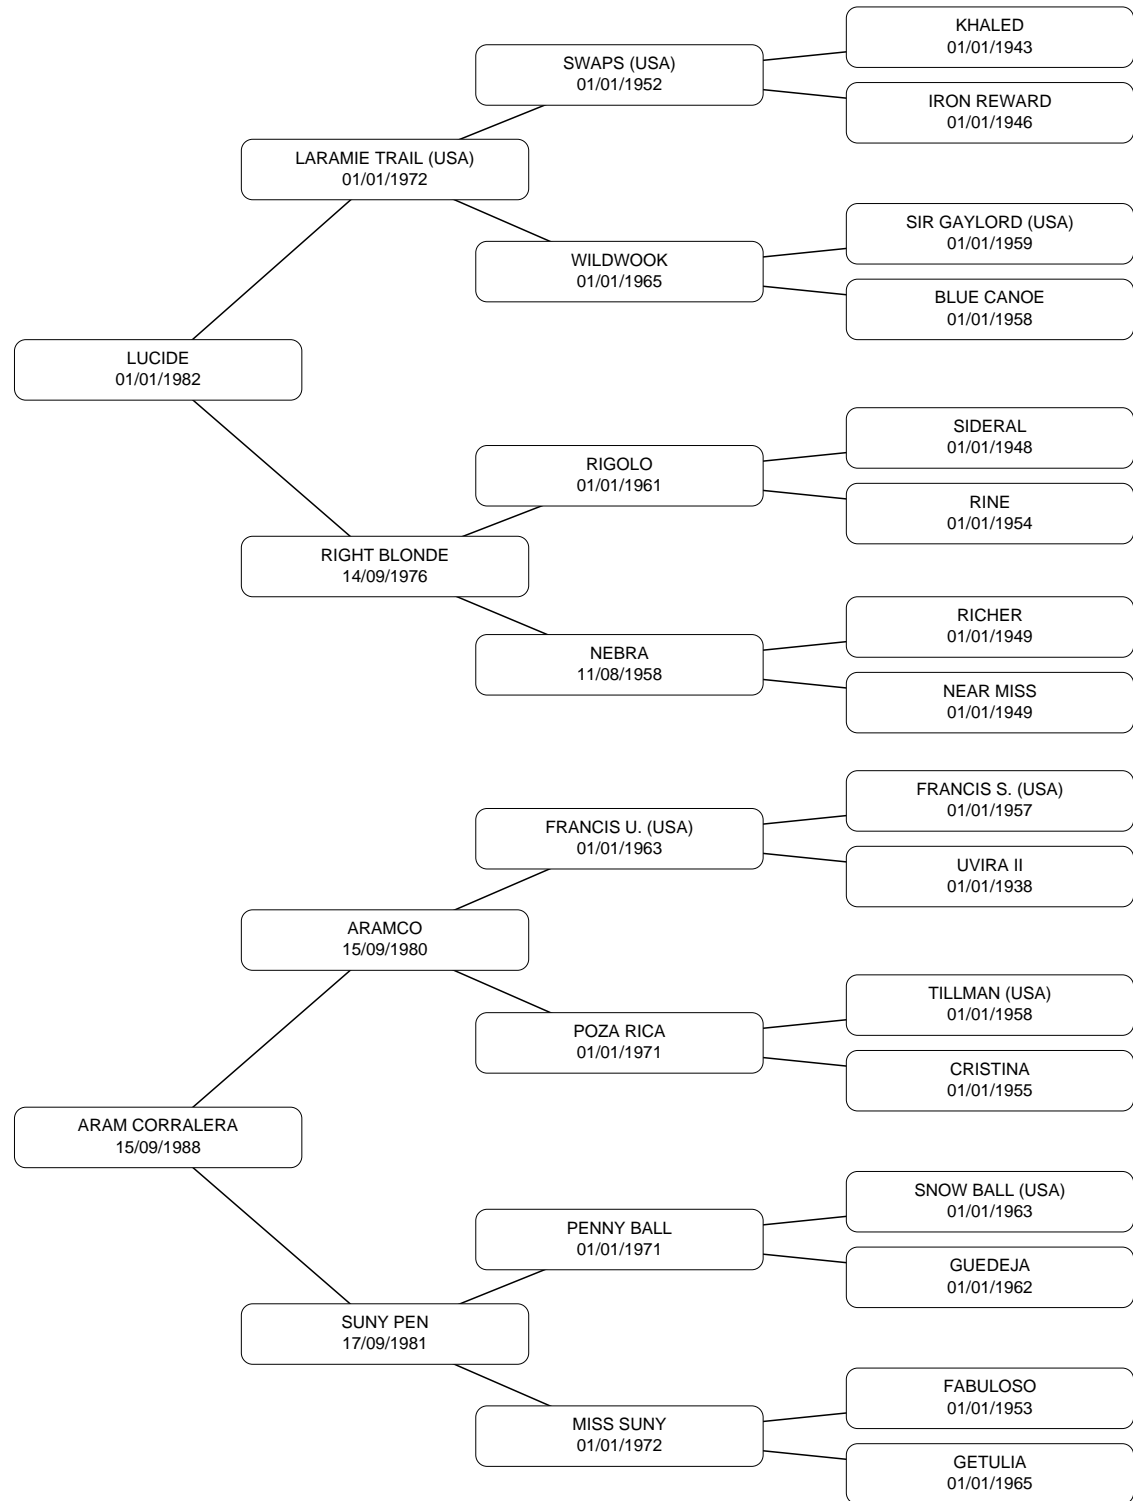 KHALED
01/01/1943
SWAPS (USA)
01/01/1952
IRON REWARD
01/01/1946
LARAMIE TRAIL (USA)
01/01/1972
SIR GAYLORD (USA)
01/01/1959
WILDWOOK
01/01/1965
BLUE CANOE
01/01/1958
LUCIDE
01/01/1982
SIDERAL
01/01/1948
RIGOLO
01/01/1961
RINE
01/01/1954
RIGHT BLONDE
14/09/1976
RICHER
01/01/1949
NEBRA
11/08/1958
NEAR MISS
01/01/1949
FRANCIS S. (USA)
01/01/1957
FRANCIS U. (USA)
01/01/1963
UVIRA II
01/01/1938
ARAMCO
15/09/1980
TILLMAN (USA)
01/01/1958
POZA RICA
01/01/1971
CRISTINA
01/01/1955
ARAM CORRALERA
15/09/1988
SNOW BALL (USA)
01/01/1963
PENNY BALL
01/01/1971
GUEDEJA
01/01/1962
SUNY PEN
17/09/1981
FABULOSO
01/01/1953
MISS SUNY
01/01/1972
GETULIA
01/01/1965